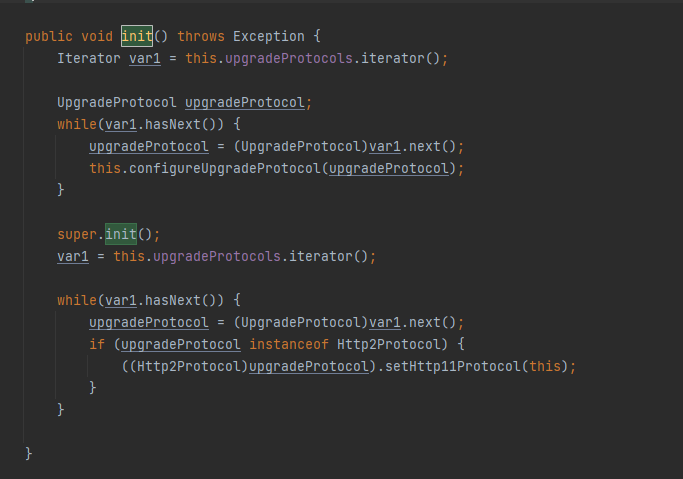 public void init() throws Exception {
Iterator var1 = this.upgradeProtocols.iterator();
UpgradeProtocol upgradeProtocol;
while(var1.hasNext()) {
upgradeProtocol = (UpgradeProtocol)var1.next();
this.configureUpgradeProtocol(upgradeProtocol);
}
super.init();
var1 = this.upgradeProtocols.iterator();
while(var1.hasNext()) {
upgradeProtocol = (UpgradeProtocol)var1.next();
if (upgradeProtocol instanceof Http2Protocol) {
((Http2Protocol)upgradeProtocol).setHttp11Protocol(this);
}
}
}